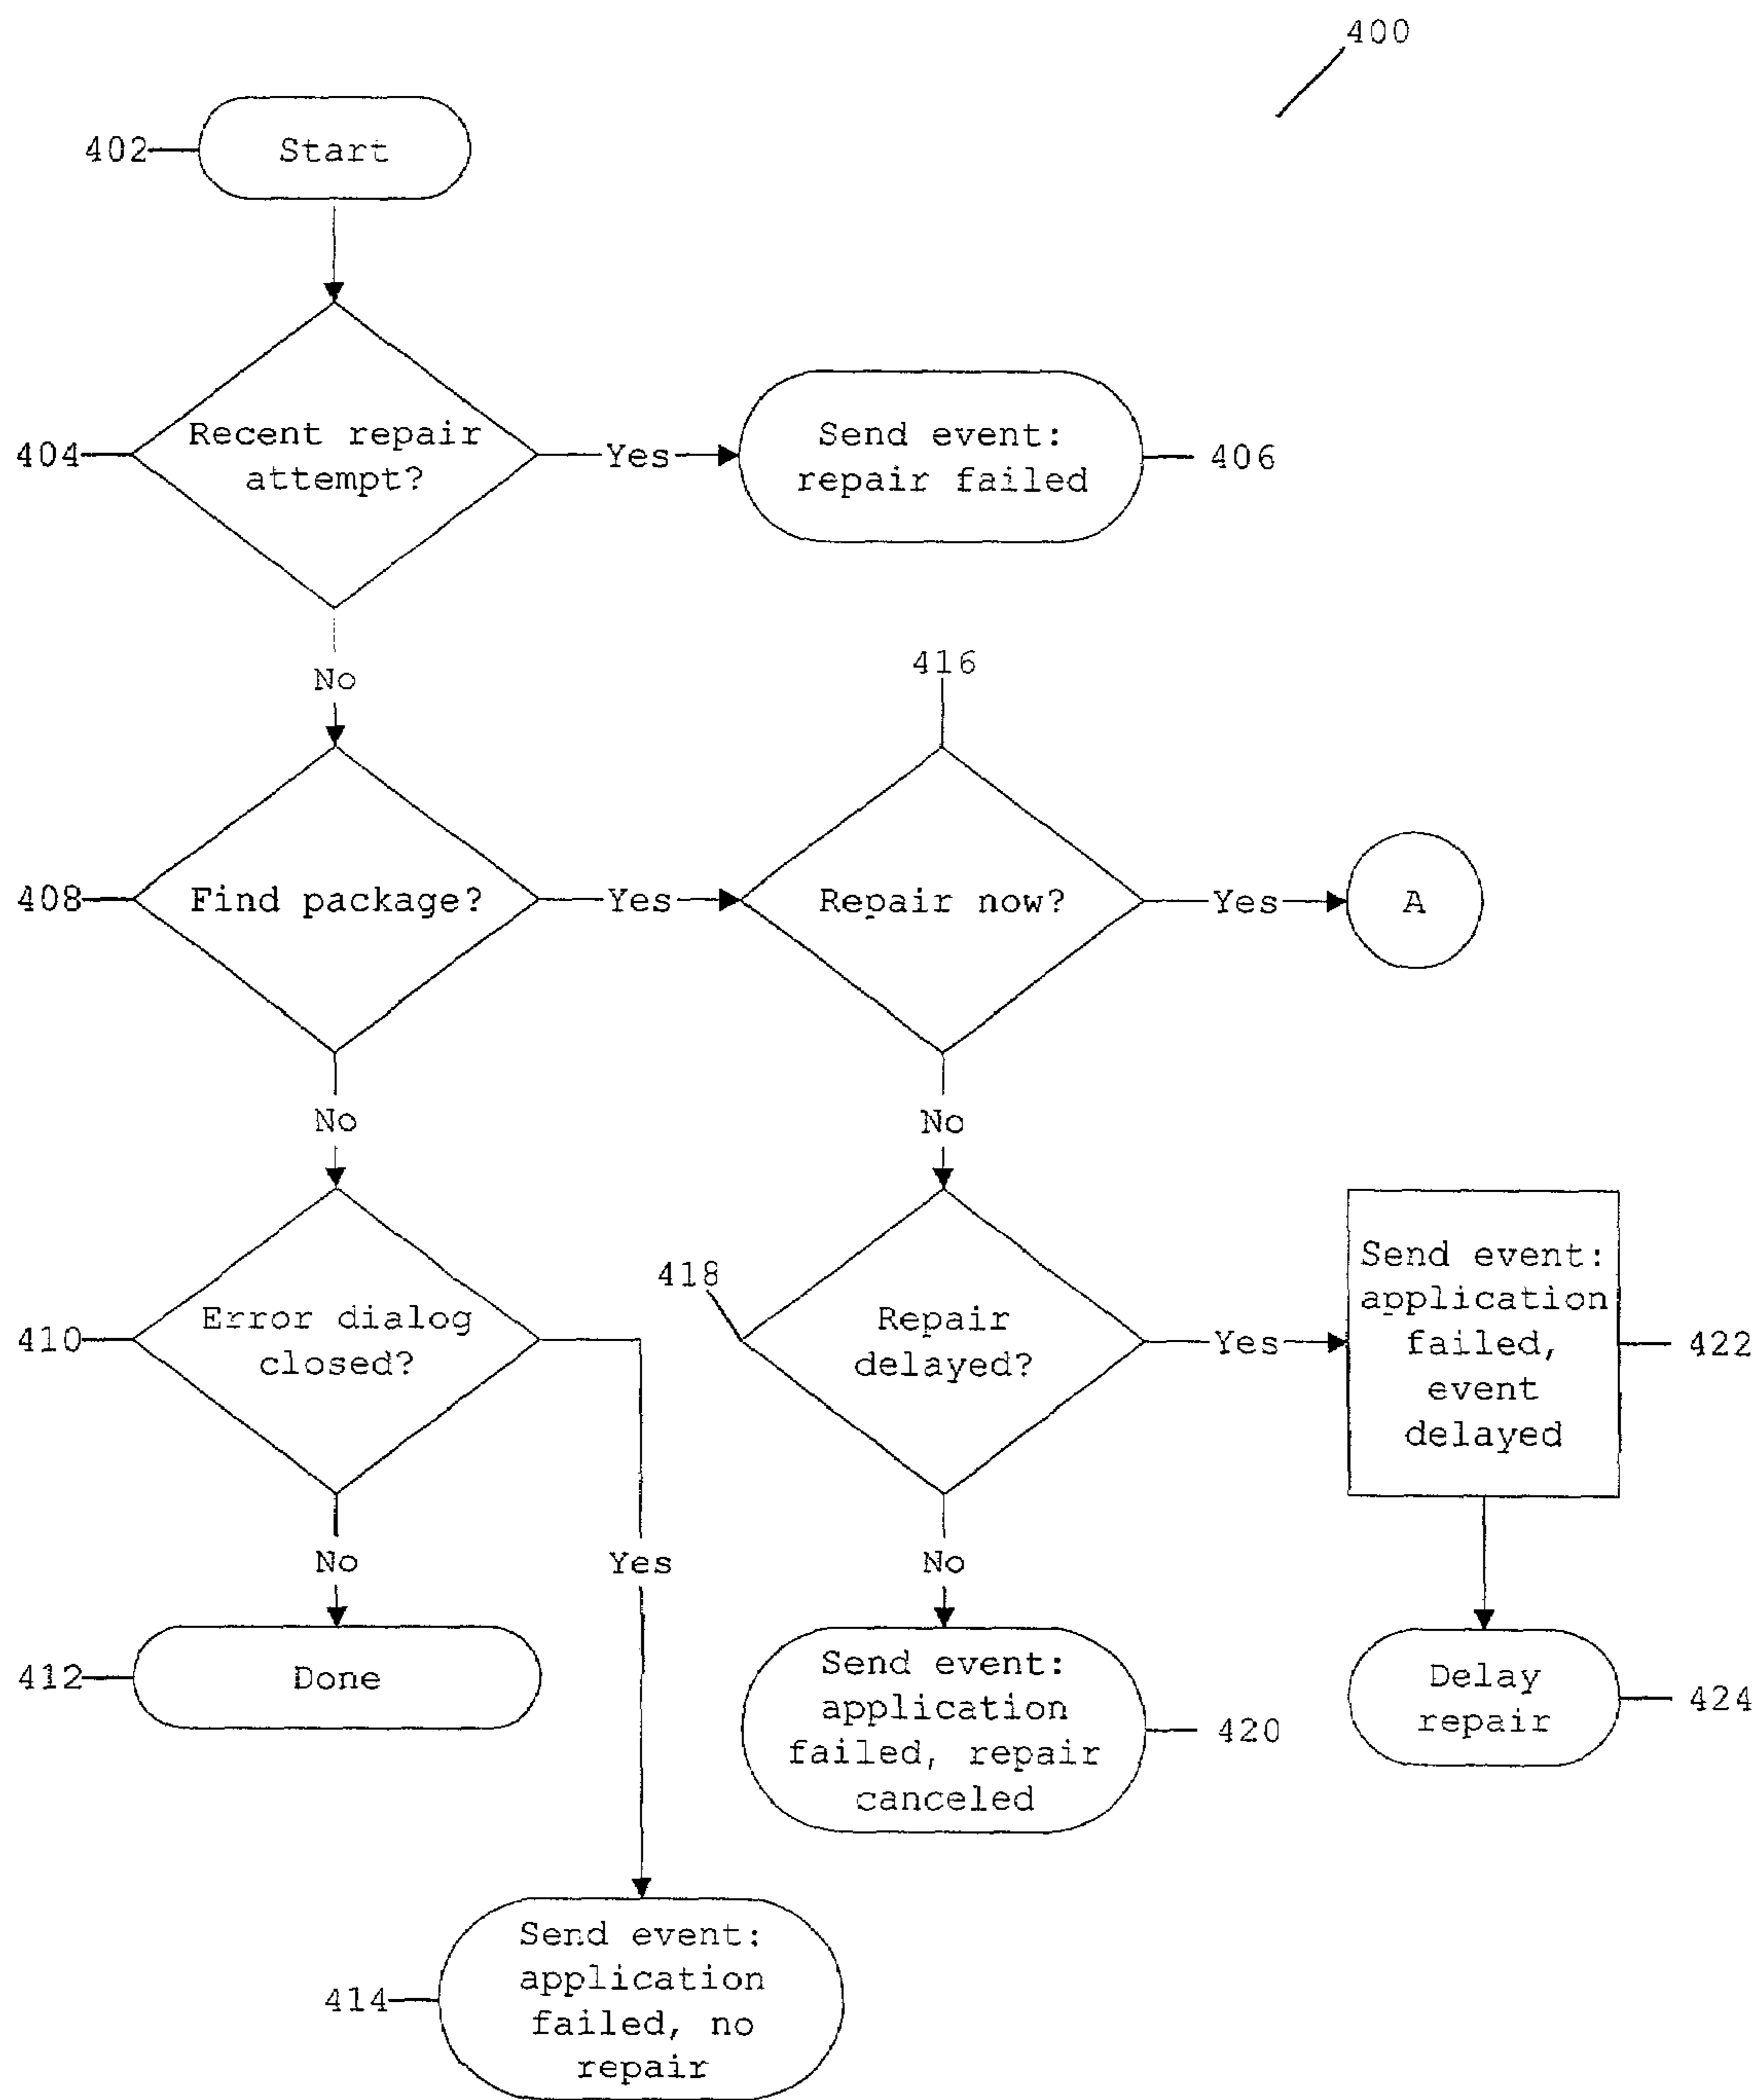 400
402
Start
404
Recent repair
attempt?
Yes
Send event:
repair failed
406
No
416
408
Find package?
Yes
Repair now?
Yes
A
No
No
410
Error dialog
closed?
418
Repair
delayed?
Yes
Send event:
application
failed,
event
delayed
422
No
Yes
No
412
Done
Send event:
application
failed, repair
canceled
420
Delay
repair
424
414
Send event:
application
failed, no
repair